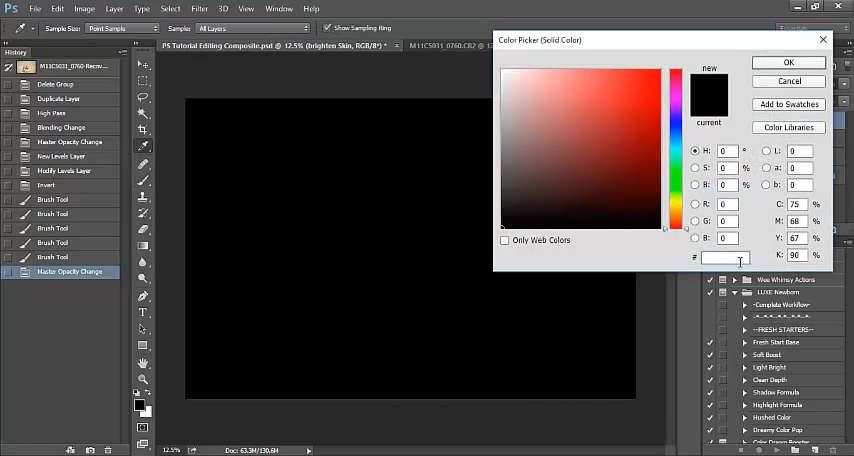 Ps File Edit Image Layer Type Select Filter 3D View Window Help
Sample Size: Point Sample Sample: All Layers Show Sampling Ring Essentials
History
PS Tutorial Editing Composite.psd @ 12.5% (brighten Skin, RGB/8*) * × M11C5031_0760.CR2 @ 12
M11C5031_0760-Recov...
Delete Group
Duplicate Layer
High Pass
Blending Change
Master Opacity Change
New Levels Layer
Modify Levels Layer
Invert
Brush Tool
Brush Tool
Brush Tool
Brush Tool
Brush Tool
Master Opacity Change
Color Picker (Solid Color)
new
current
OK
Cancel
Add to Swatches
Color Libraries
H: 0 ° L: 0
S: 0 % a: 0
B: 0 % b: 0
R: 0 C: 75 %
G: 0 M: 68 %
B: 0 Y: 67 %
# K: 90 %
Only Web Colors
Wee Whimsy Actions
LUXE Newborn
-Complete Workflow-
-*-*-*-*-*-*-*-
--FRESH STARTERS--
Fresh Start Base
Soft Boost
Light Bright
Clean Depth
Shadow Formula
Highlight Formula
Hushed Color
Dreamy Color Pop
Color Dream Booster
12.5% Doc: 63.3M/130.6M